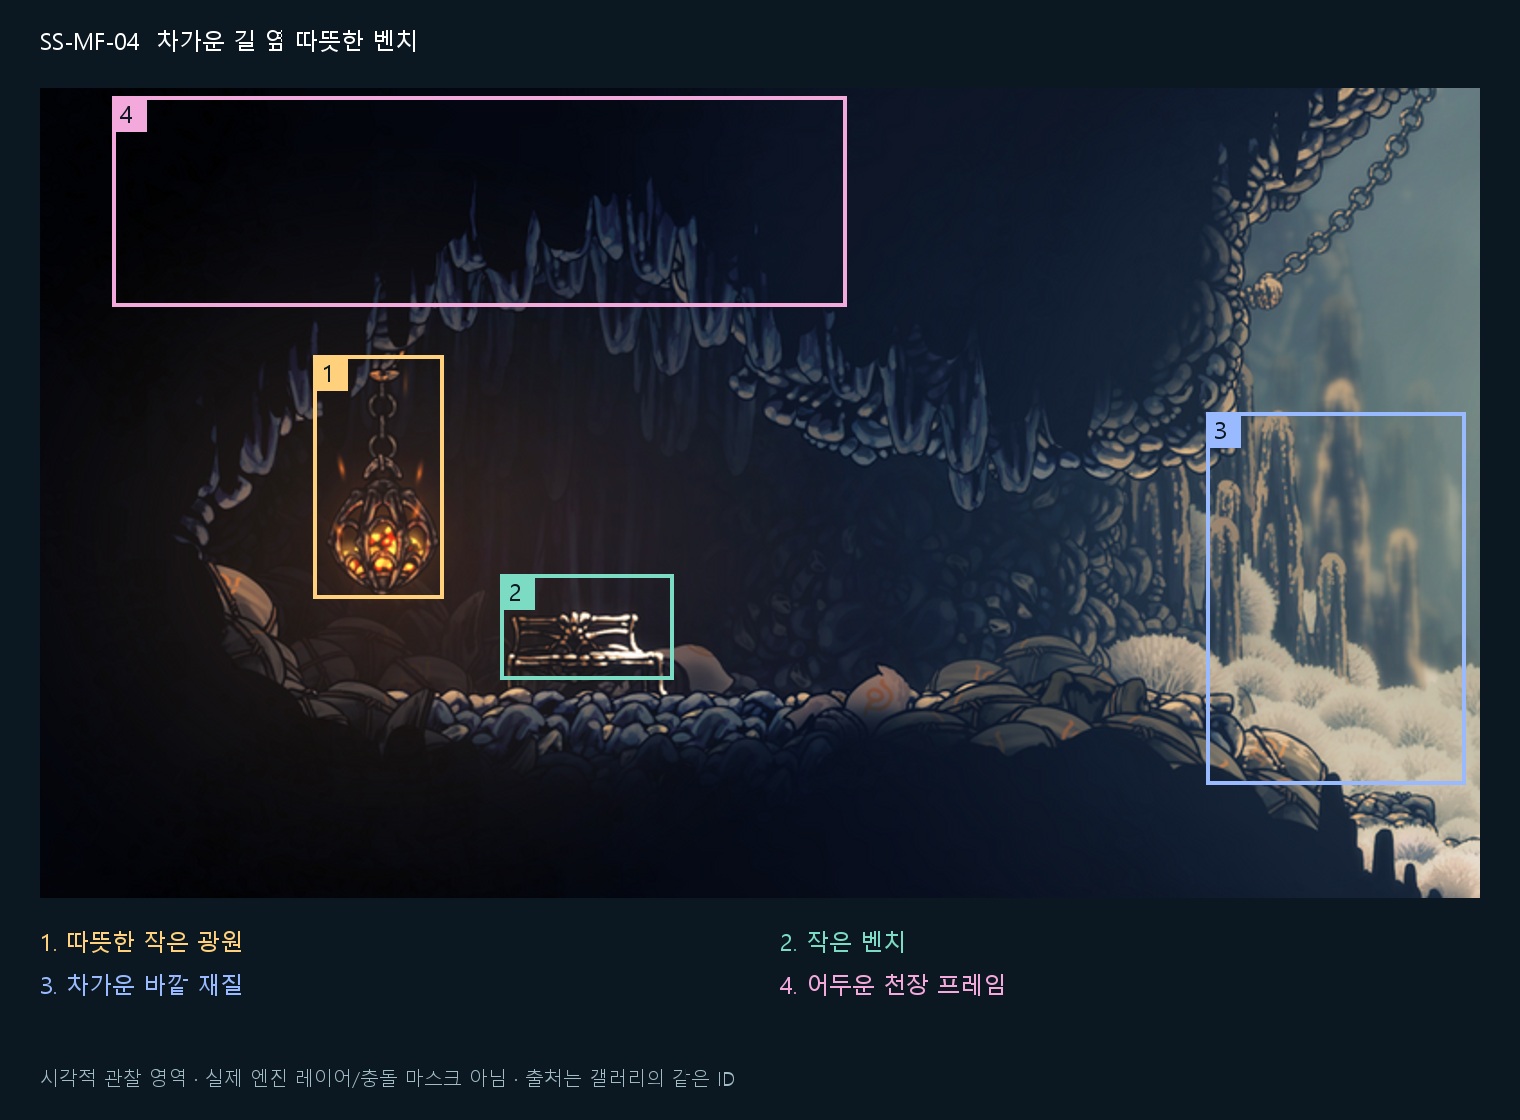 SS-MF-04 차가운 길 옆 따뜻한 벤치
4
1
3
2
1. 따뜻한 작은 광원
2. 작은 벤치
3. 차가운 바깥 재질
4. 어두운 천장 프레임
시각적 관찰 영역 · 실제 엔진 레이어/충돌 마스크 아님 · 출처는 갤러리의 같은 ID